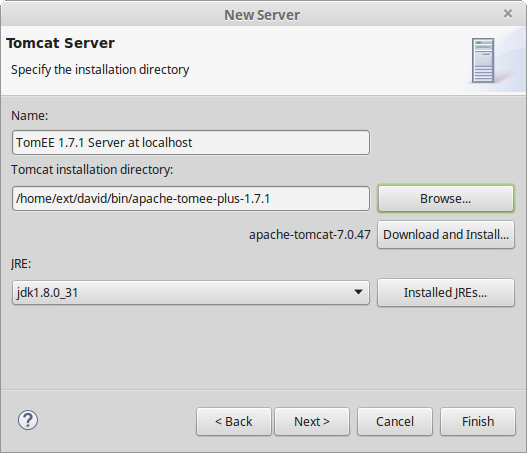 New Server
Tomcat Server
Specify the installation directory
Name:
TomEE 1.7.1 Server at localhost
Tomcat installation directory:
/home/ext/david/bin/apache-tomee-plus-1.7.1
Browse...
apache-tomcat-7.0.47
Download and Install...
JRE:
jdk1.8.0_31
Installed JREs...
?
< Back
Next >
Cancel
Finish